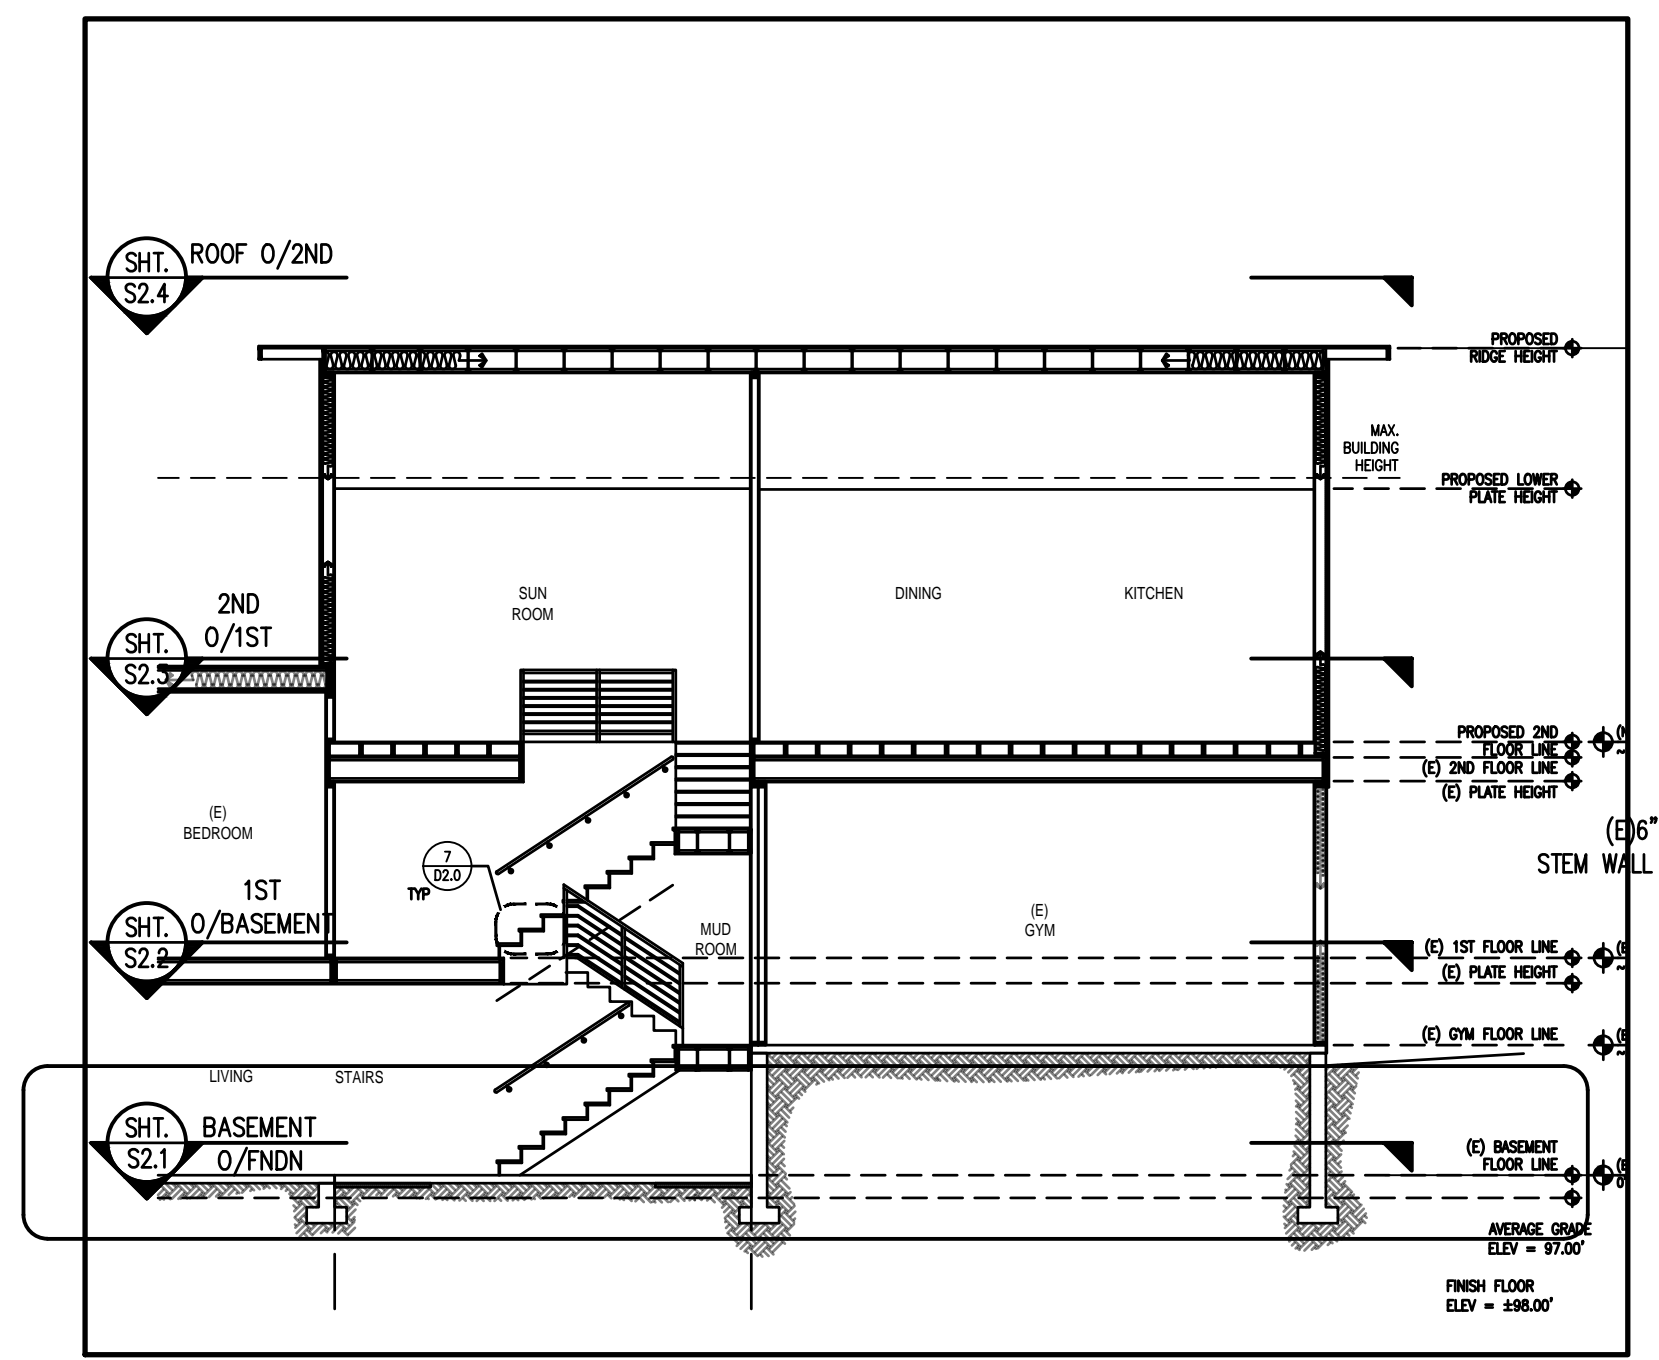 SHT.
S2.4
ROOF O/2ND
PROPOSED
RIDGE HEIGHT
MAX.
BUILDING
HEIGHT
PROPOSED LOWER
PLATE HEIGHT
SUN
ROOM
DINING
KITCHEN
2ND
O/1ST
SHT.
S2.3
PROPOSED 2ND
FLOOR LINE
(E) 2ND FLOOR LINE
(E) PLATE HEIGHT
(E)
BEDROOM
(E)6"
STEM WALL
7
D2.0
TYP
1ST
O/BASEMENT
SHT.
S2.2
MUD
ROOM
(E)
GYM
(E) 1ST FLOOR LINE
(E) PLATE HEIGHT
(E) GYM FLOOR LINE
LIVING
STAIRS
SHT.
S2.1
BASEMENT
O/FNDN
(E) BASEMENT
FLOOR LINE
AVERAGE GRADE
ELEV = 97.00'
FINISH FLOOR
ELEV = ±98.00'